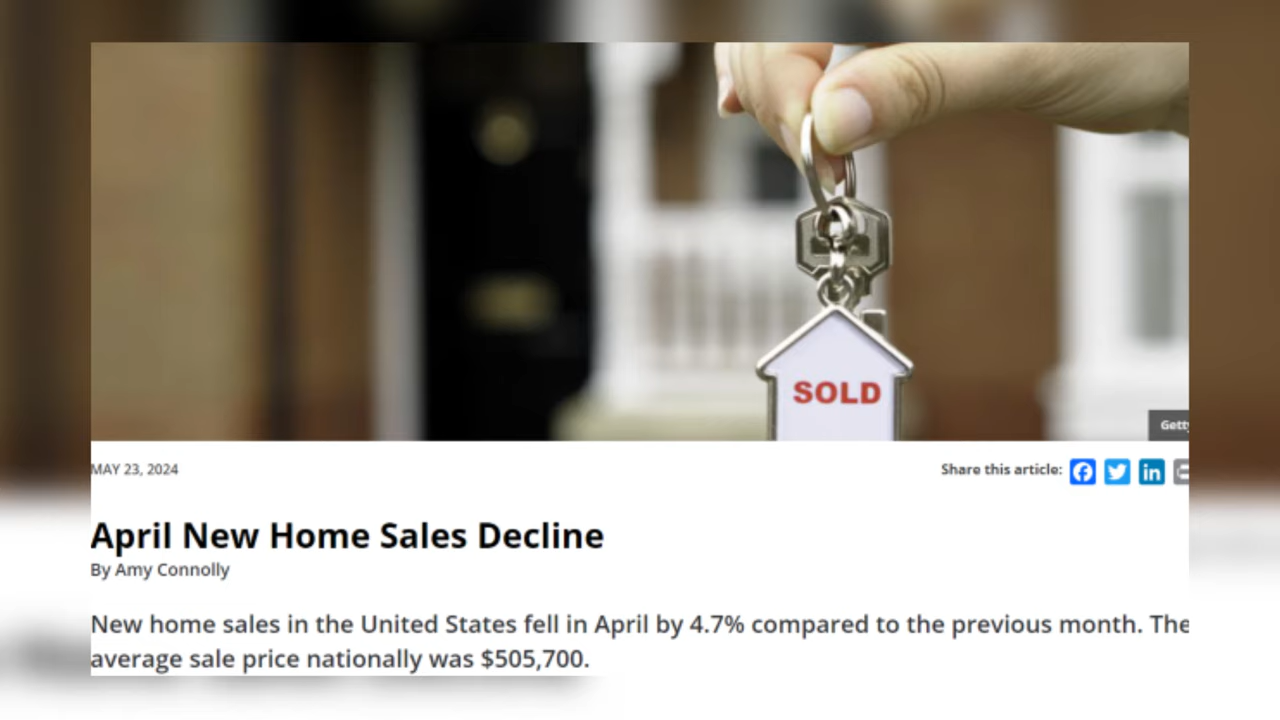 SOLD
MAY 23, 2024
Share this article:
April New Home Sales Decline
By Amy Connolly
New home sales in the United States fell in April by 4.7% compared to the previous month. The
average sale price nationally was $505,700.